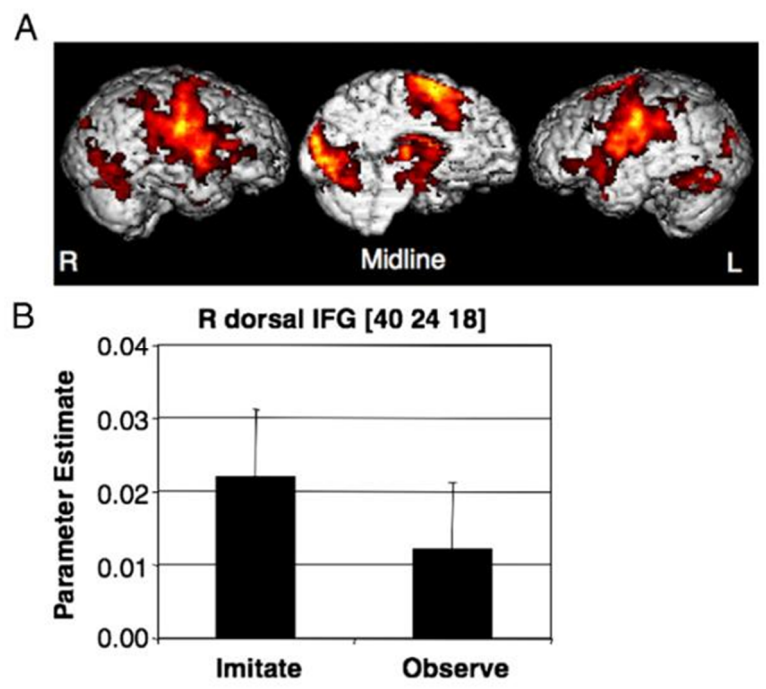 A
R
Midline
L
B
R dorsal IFG [40 24 18]
Parameter Estimate
0.04
0.03
0.02
0.01
0.00
Imitate
Observe